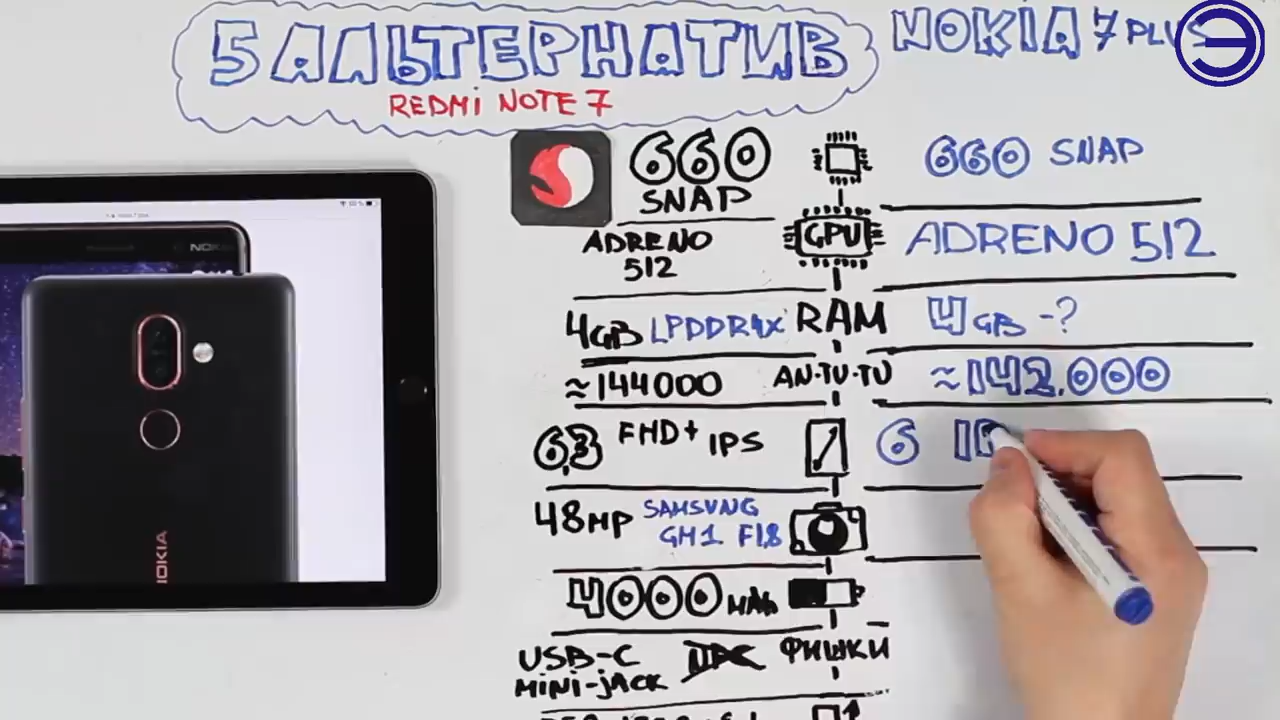 5 АЛЬТЕРНАТИВ
REDMI NOTE 7
NOKIA 7 PLUS
Э
660 SNAP
660 SNAP
ADRENO 512
GPU
ADRENO 512
4GB LPDDR4X
RAM
4GB -?
≈144000
AN-TU-TU
≈142.000
6,3 FHD+ IPS
6
48MP SAMSUNG GM1 F1,8
4000 MAh
USB-C
MINI-JACK
ФИШКИ
NOKIA
NOKIA